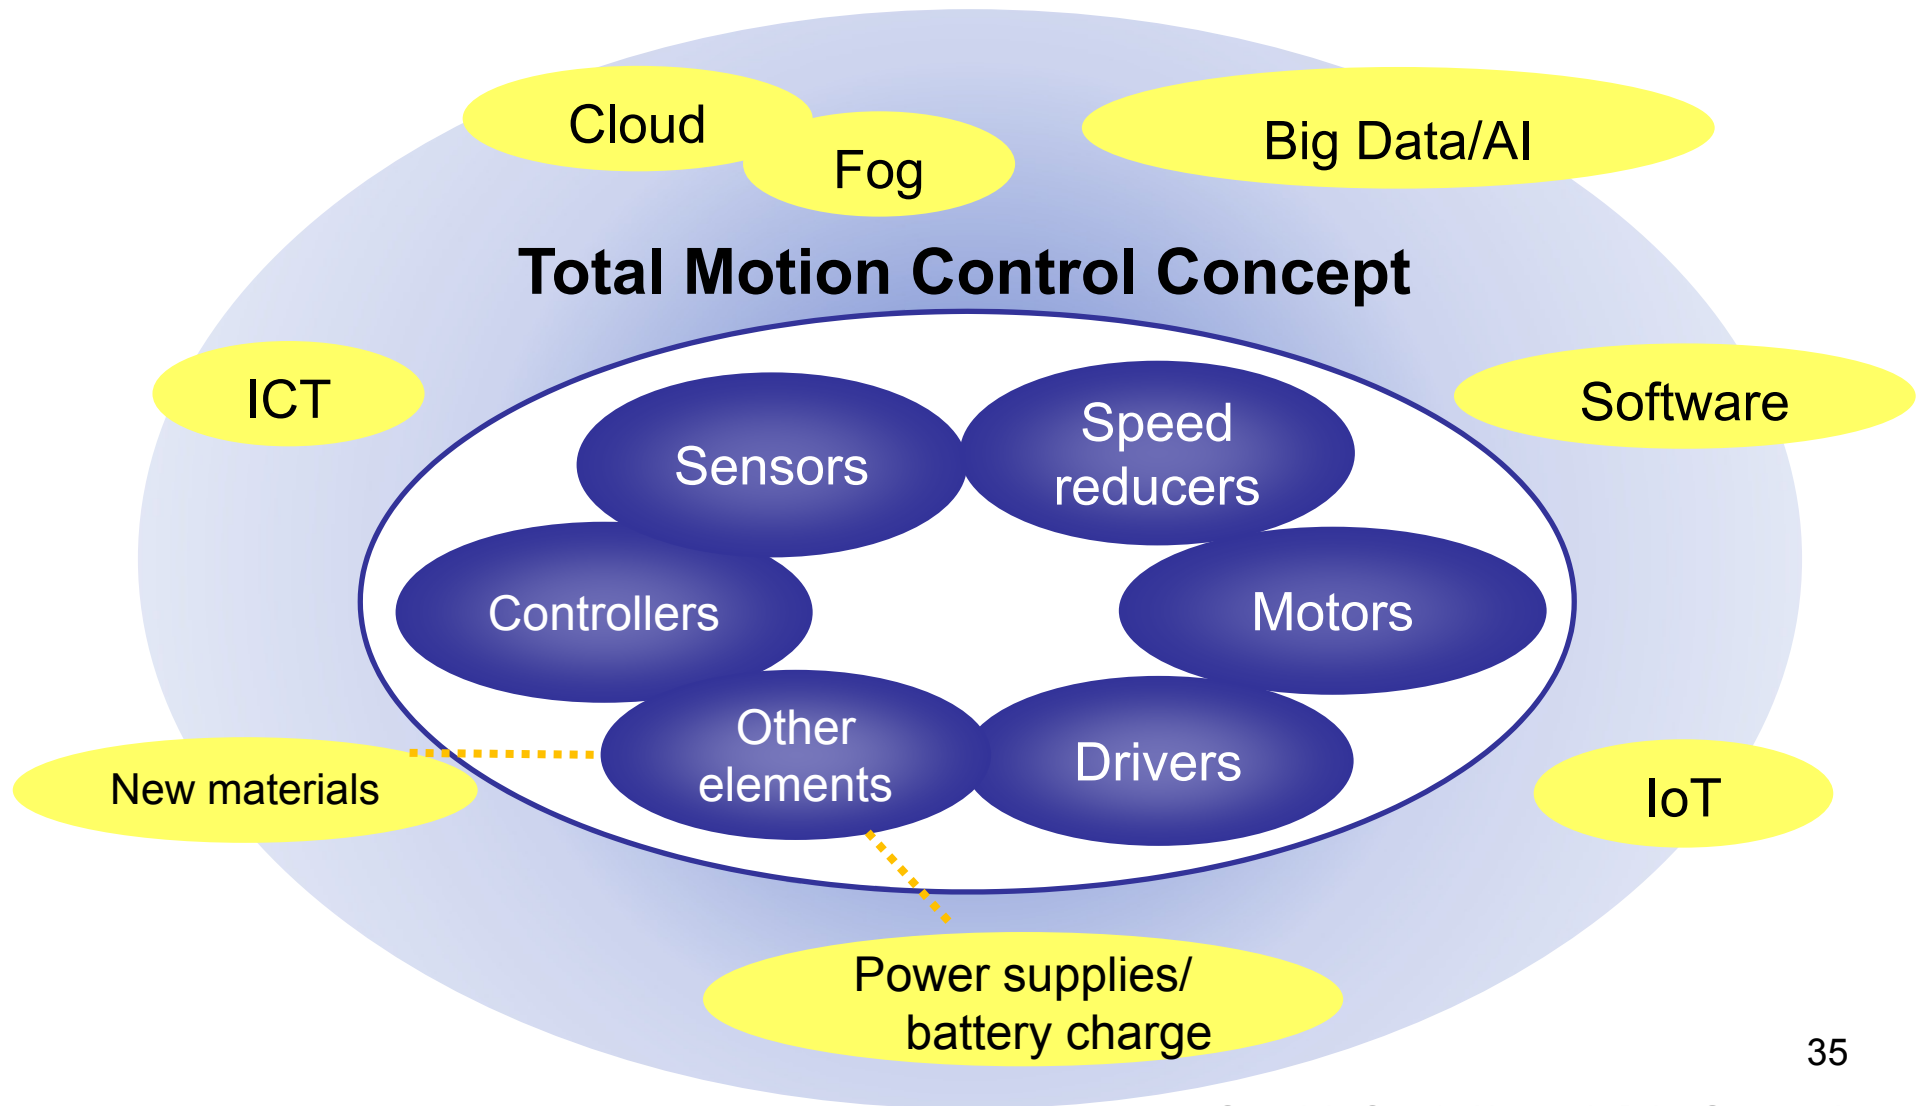 Cloud
Fog
Big Data/AI
Total Motion Control Concept
ICT
Software
Sensors
Speed
reducers
Controllers
Motors
Other
elements
Drivers
New materials
IoT
Power supplies/
battery charge
35